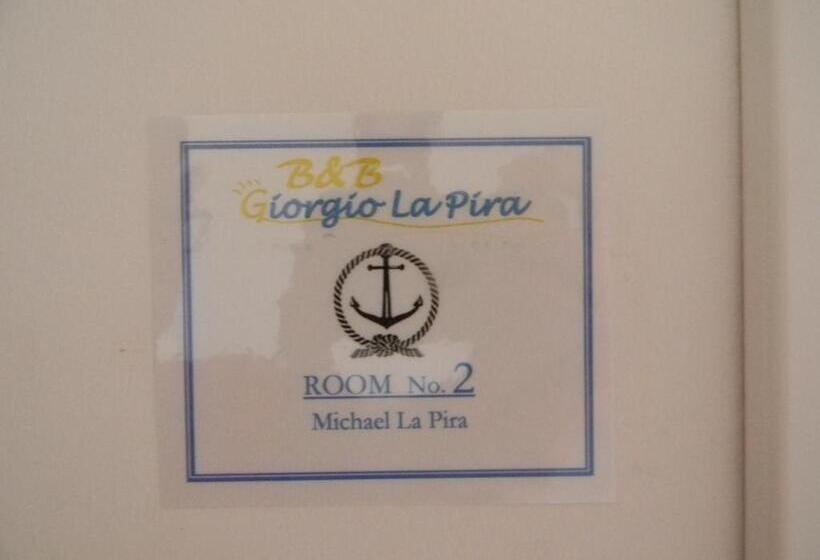 B&B
Giorgio La Pira
ROOM No. 2
Michael La Pira